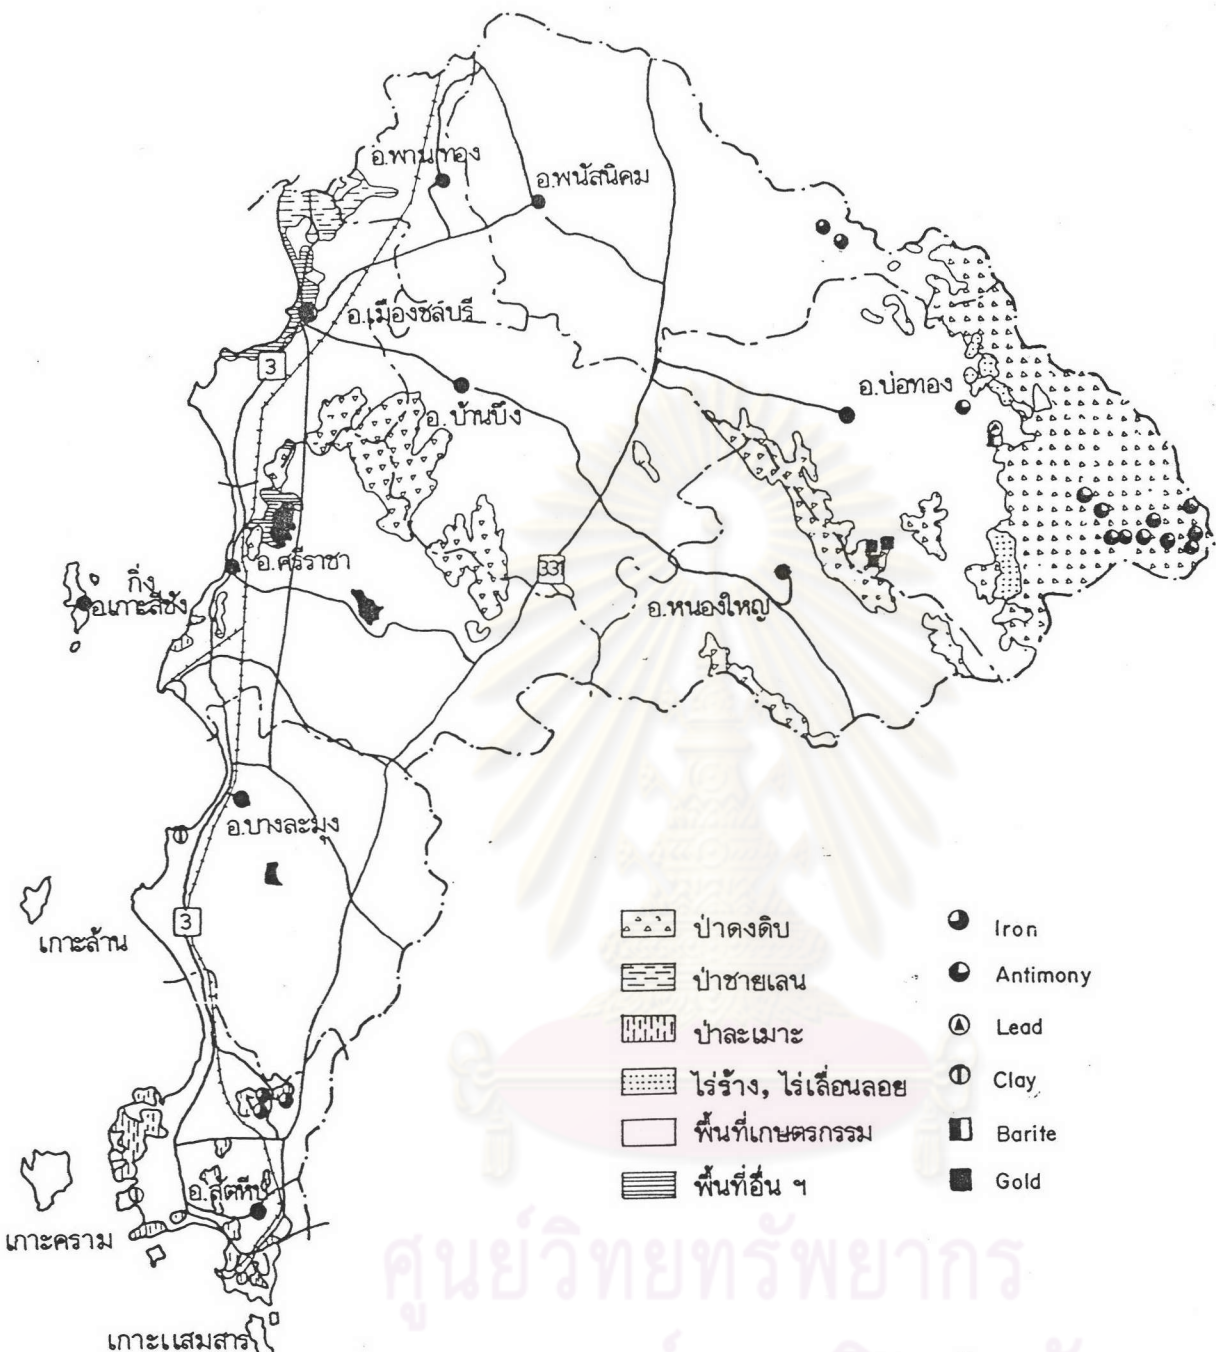 อ.พานทอง
อ.พนัสนิคม
อ.เมืองชลบุรี
3
อ.บ้านบึง
อ.บ่อทอง
อ.ศรีราชา
331
กิ่ง
อ.เกาะสีชัง
อ.หนองใหญ่
อ.บางละมุง
3
เกาะล้าน
ป่าดงดิบ
ป่าชายเลน
ป่าละเมาะ
ไร่ร้าง, ไร่เลื่อนลอย
พื้นที่เกษตรกรรม
พื้นที่อื่น ๆ
Iron
Antimony
Lead
Clay
Barite
Gold
อ.สัตหีบ
เกาะคราม
เกาะแสมสาร
ศูนย์วิทยทรัพยากร